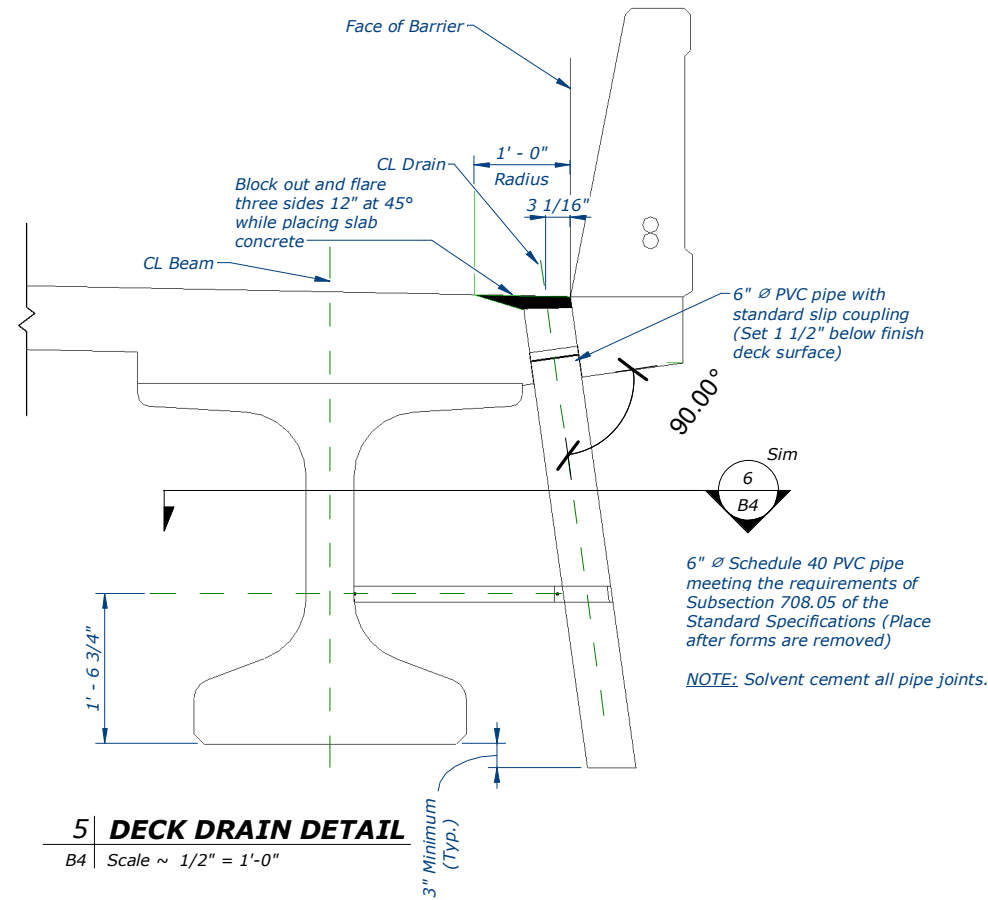 Face of Barrier
1' - 0"
CL Drain
Radius
Block out and flare
three sides 12" at 45°
while placing slab
concrete
3 1/16"
CL Beam
6" Ø PVC pipe with
standard slip coupling
(Set 1 1/2" below finish
deck surface)
90.00°
Sim
6
B4
6" Ø Schedule 40 PVC pipe
meeting the requirements of
Subsection 708.05 of the
Standard Specifications (Place
after forms are removed)
NOTE: Solvent cement all pipe joints.
1' - 6 3/4"
3" Minimum
(Typ.)
5 DECK DRAIN DETAIL
B4 Scale ~ 1/2" = 1'-0"